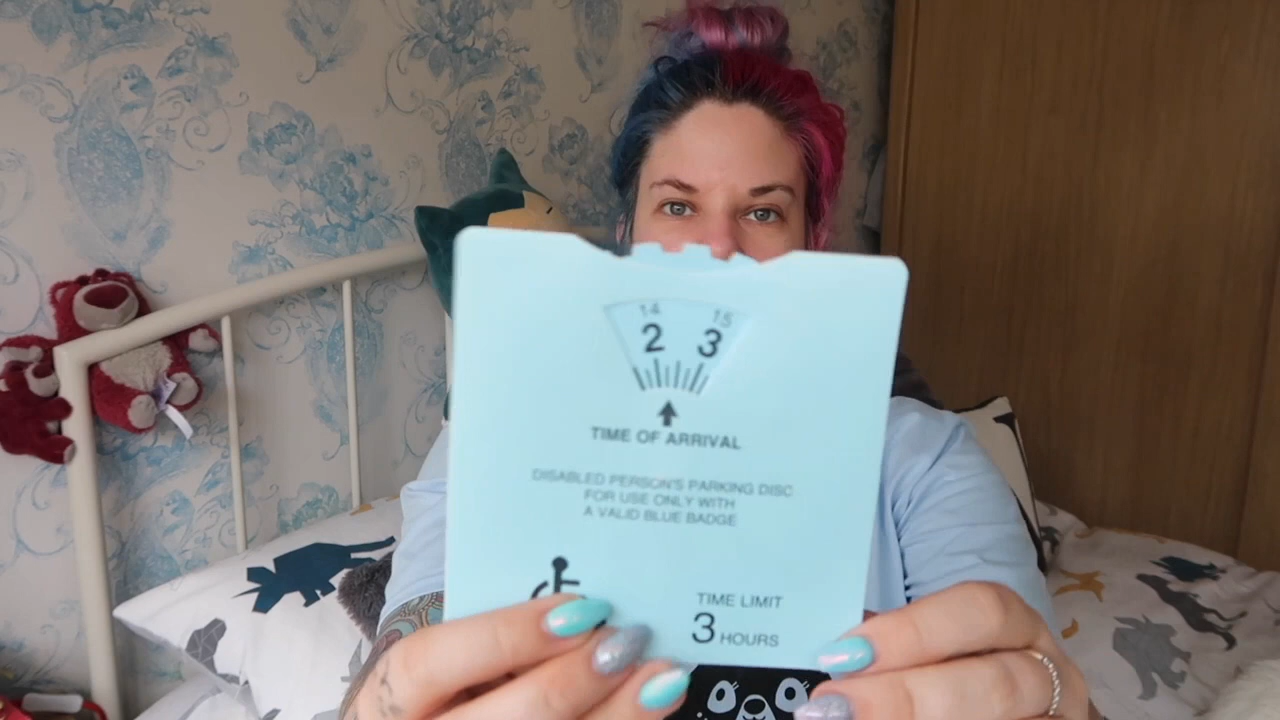 14 15
2 3
TIME OF ARRIVAL
DISABLED PERSON'S PARKING DISC
FOR USE ONLY WITH
A VALID BLUE BADGE
TIME LIMIT
3 HOURS